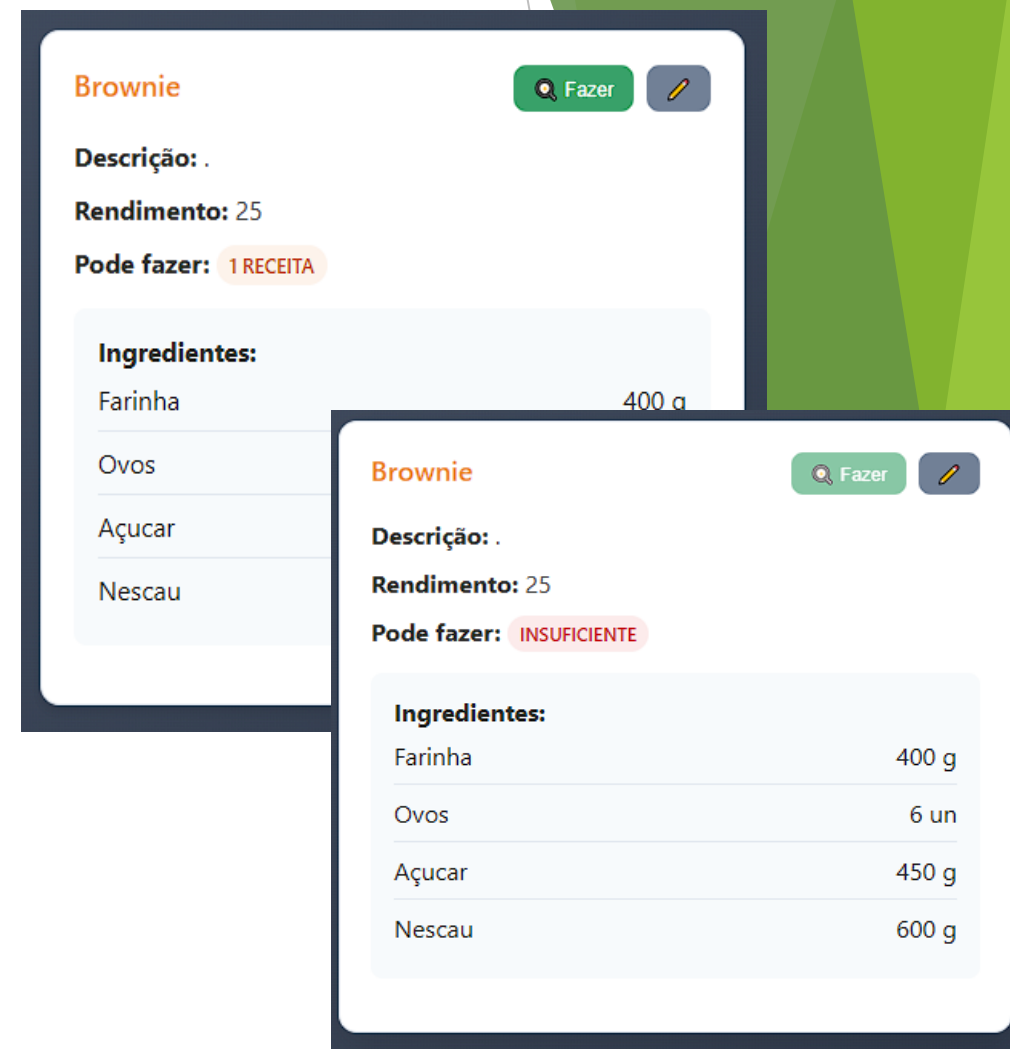 Brownie
Fazer
Descrição: .
Rendimento: 25
Pode fazer: 1 RECEITA
Ingredientes:
Farinha 400 g
Ovos
Açucar
Nescau
Brownie
Fazer
Descrição: .
Rendimento: 25
Pode fazer: INSUFICIENTE
Ingredientes:
Farinha 400 g
Ovos 6 un
Açucar 450 g
Nescau 600 g